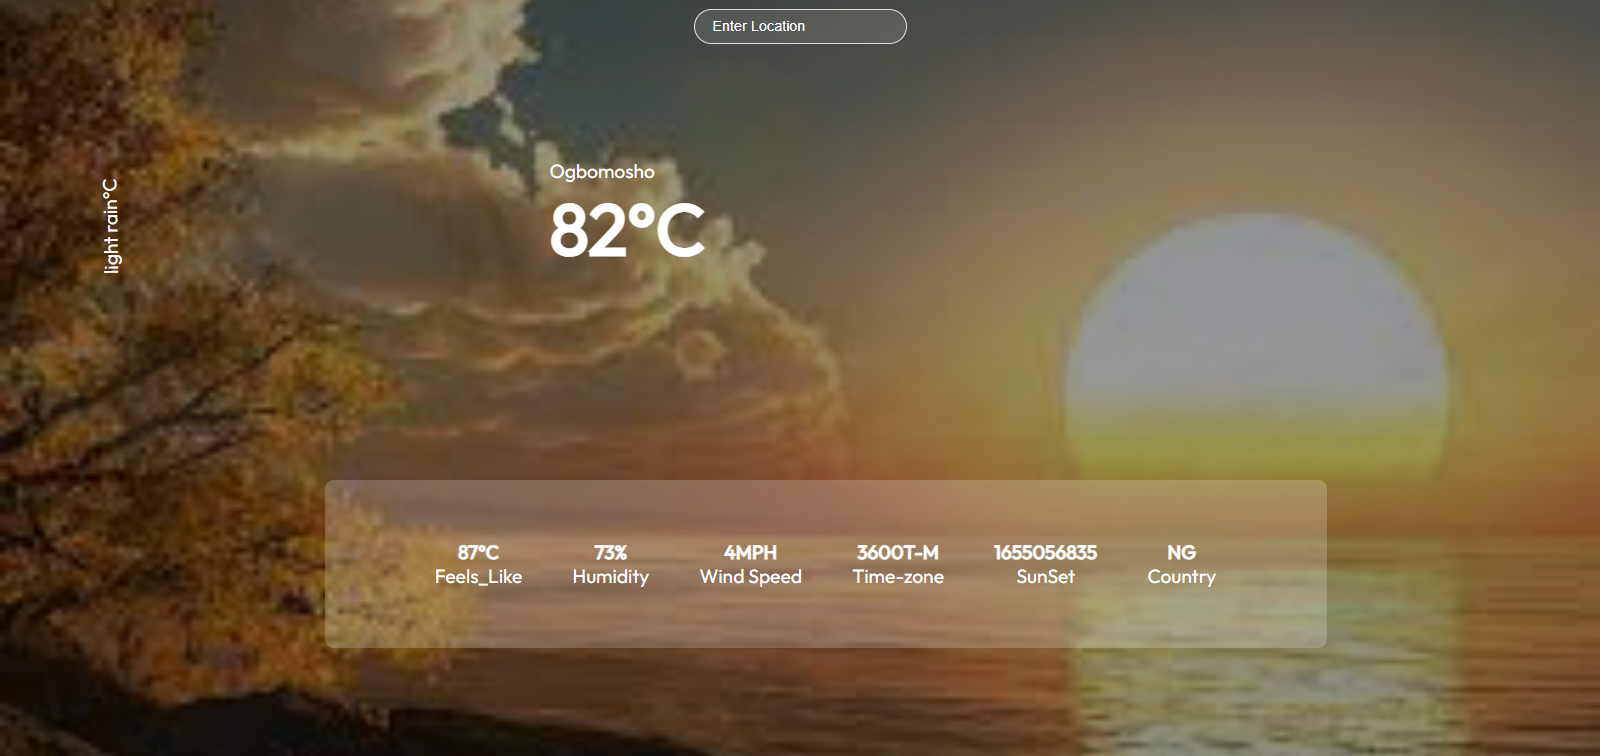 Enter Location
Ogbomosho
82°C
light rain°C
87°C
Feels_Like
73%
Humidity
4MPH
Wind Speed
3600T-M
Time-zone
1655056835
SunSet
NG
Country